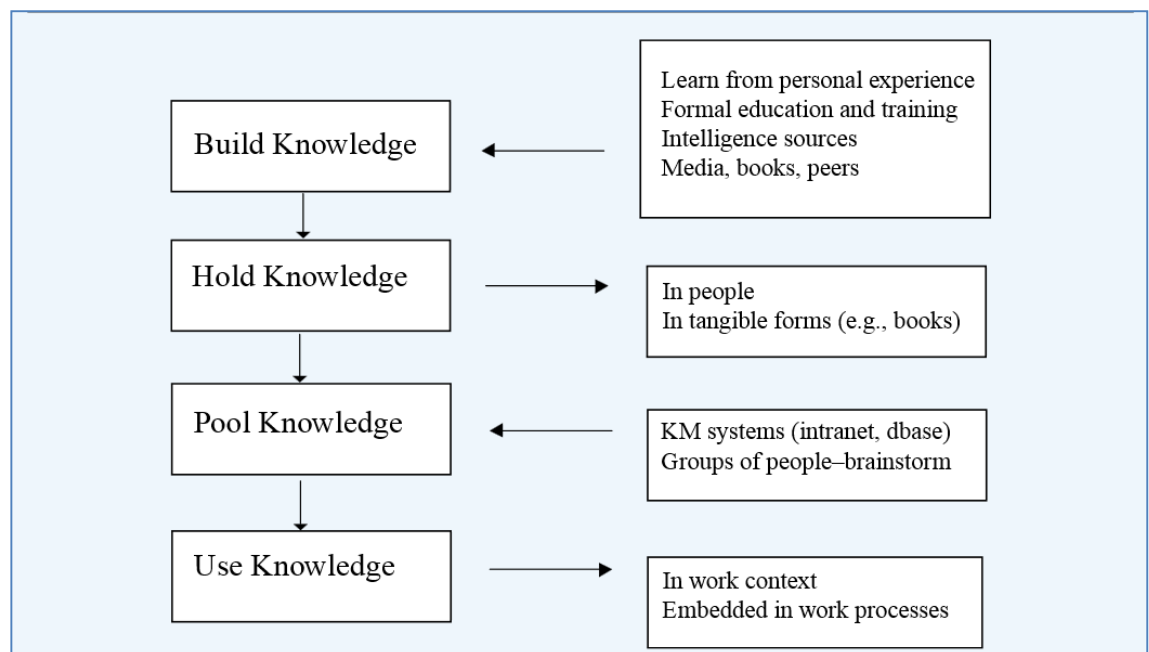 Build Knowledge
Learn from personal experience
Formal education and training
Intelligence sources
Media, books, peers
Hold Knowledge
In people
In tangible forms (e.g., books)
Pool Knowledge
KM systems (intranet, dbase)
Groups of people–brainstorm
Use Knowledge
In work context
Embedded in work processes